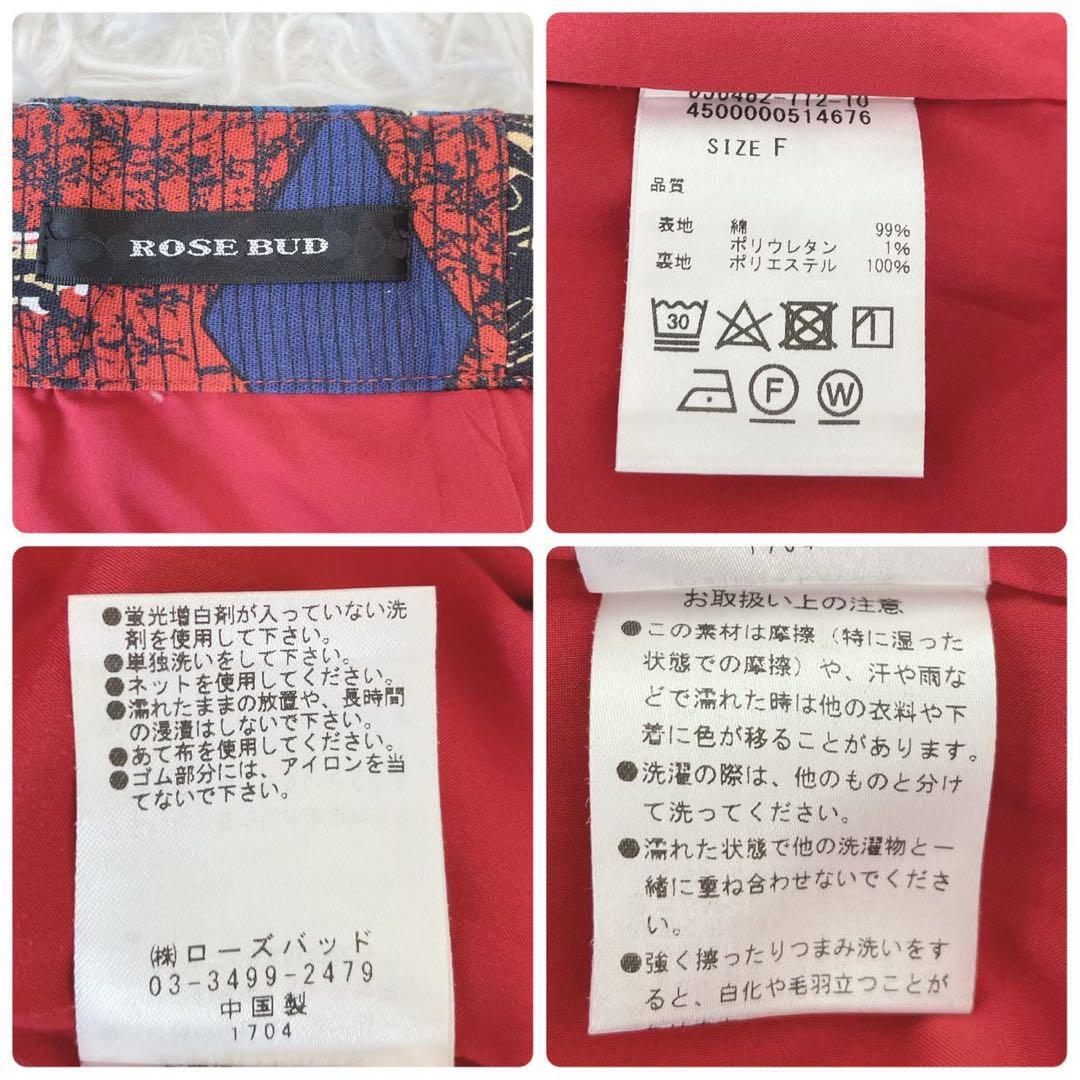 ROSE BUD
4500000514676
SIZE F
品質
表地 綿 99%
ポリウレタン 1%
裏地 ポリエステル 100%
30
F W
●蛍光増白剤が入っていない洗
剤を使用して下さい。
●単独洗いをして下さい。
●ネットを使用してください。
●濡れたままの放置や、長時間
の浸漬はしないで下さい。
●あて布を使用してください。
●ゴム部分には、アイロンを当
てないで下さい。
㈱ローズバッド
03-3499-2479
中国製
1704
1704
お取扱い上の注意
●この素材は摩擦（特に湿った
状態での摩擦）や、汗や雨な
どで濡れた時は他の衣料や下
着に色が移ることがあります。
●洗濯の際は、他のものと分け
て洗ってください。
●濡れた状態で他の洗濯物と一
緒に重ね合わせないでくださ
い。
●強く擦ったりつまみ洗いをす
ると、白化や毛羽立つことが